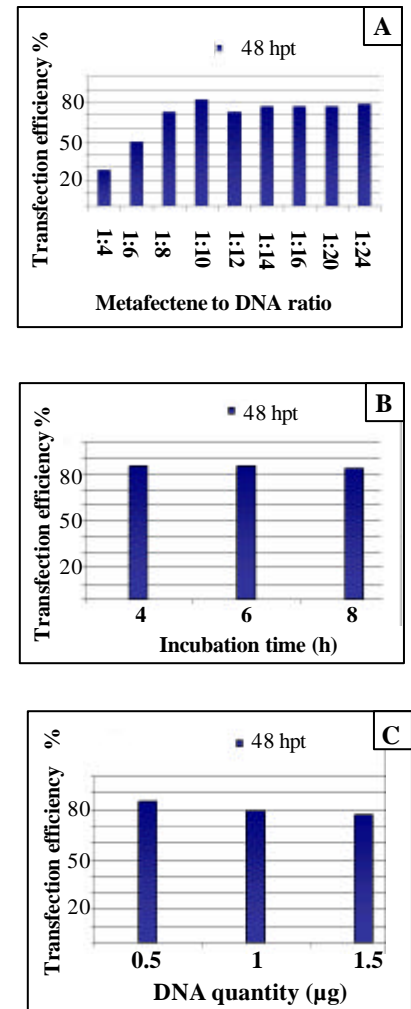 A
48 hpt
Transfection efficiency %
80
50
20
1:4 1:6 1:8 1:10 1:12 1:14 1:16 1:20 1:24
Metafectene to DNA ratio
B
48 hpt
Transfection efficiency %
80
50
20
4 6 8
Incubation time (h)
C
48 hpt
Transfection efficiency %
80
50
20
0.5 1 1.5
DNA quantity (µg)